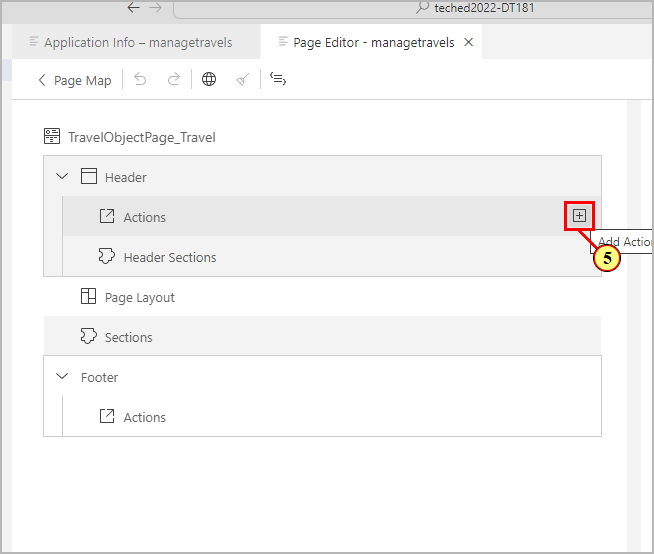 teched2022-DT181
Application Info – managetravels
Page Editor - managetravels
Page Map
TravelObjectPage_Travel
Header
Actions
Add Actio
5
Header Sections
Page Layout
Sections
Footer
Actions